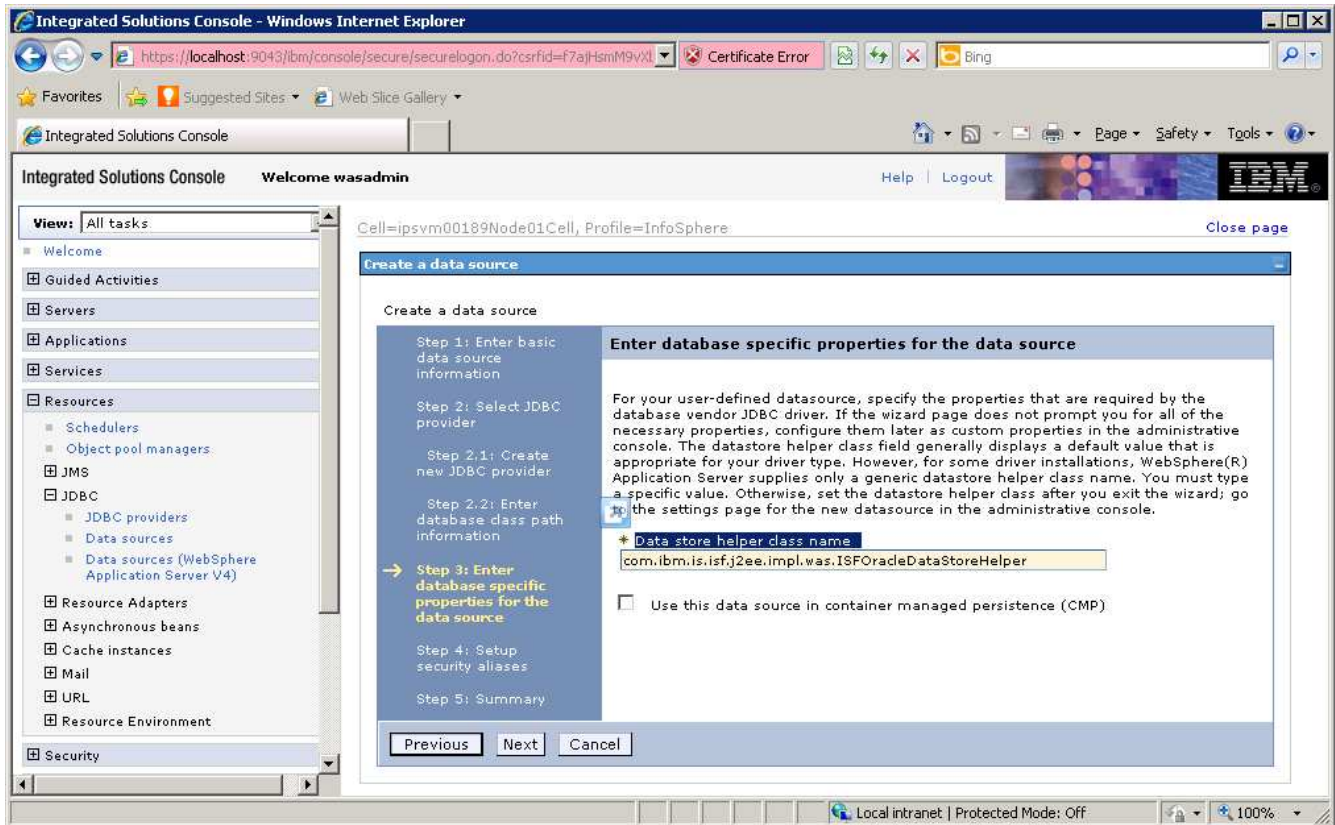 Integrated Solutions Console - Windows Internet Explorer
https://localhost:9043/ibm/console/secure/securelogon.do?csrfid=f7ajHsmM9vXl
Certificate Error
Bing
Favorites
Suggested Sites
Web Slice Gallery
Integrated Solutions Console
Page
Safety
Tools
Integrated Solutions Console Welcome wasadmin
Help | Logout
IBM®
View: All tasks
Welcome
Guided Activities
Servers
Applications
Services
Resources
Schedulers
Object pool managers
JMS
JDBC
JDBC providers
Data sources
Data sources (WebSphere
Application Server V4)
Resource Adapters
Asynchronous beans
Cache instances
Mail
URL
Resource Environment
Security
Cell=ipsvm00189Node01Cell, Profile=InfoSphere
Close page
Create a data source
Create a data source
Step 1: Enter basic
data source
information
Step 2: Select JDBC
provider
Step 2.1: Create
new JDBC provider
Step 2.2: Enter
database class path
information
Step 3: Enter
database specific
properties for the
data source
Step 4: Setup
security aliases
Step 5: Summary
Enter database specific properties for the data source
For your user-defined datasource, specify the properties that are required by the
database vendor JDBC driver. If the wizard page does not prompt you for all of the
necessary properties, configure them later as custom properties in the administrative
console. The datastore helper class field generally displays a default value that is
appropriate for your driver type. However, for some driver installations, WebSphere(R)
Application Server supplies only a generic datastore helper class name. You must type
a specific value. Otherwise, set the datastore helper class after you exit the wizard; go
to the settings page for the new datasource in the administrative console.
* Data store helper class name
com.ibm.is.isf.j2ee.impl.was.ISFOracleDataStoreHelper
Use this data source in container managed persistence (CMP)
Previous
Next
Cancel
Local intranet | Protected Mode: Off
100%